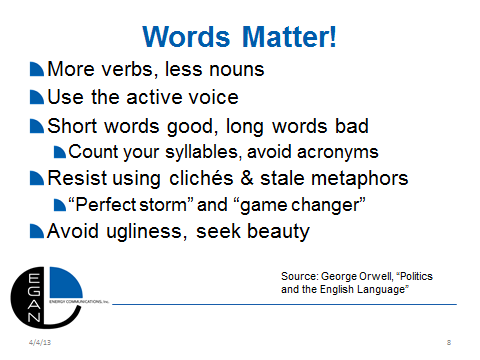 Words Matter!
More verbs, less nouns
Use the active voice
Short words good, long words bad
Count your syllables, avoid acronyms
Resist using clichés & stale metaphors
“Perfect storm” and “game changer”
Avoid ugliness, seek beauty
Source: George Orwell, “Politics
and the English Language”
EGAN
ENERGY COMMUNICATIONS, Inc.
4/4/13
8